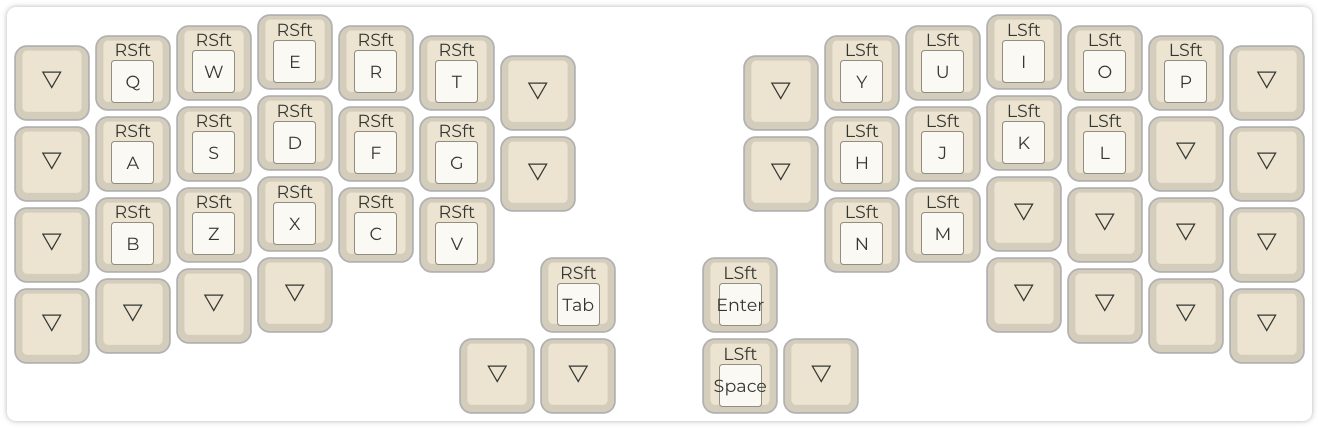 RSft RSft RSft RSft RSft LSft LSft LSft LSft LSft
▽ Q W E R T ▽ ▽ Y U I O P ▽
RSft RSft RSft RSft RSft LSft LSft LSft LSft
▽ A S D F G ▽ ▽ H J K L ▽ ▽
RSft RSft RSft RSft RSft LSft LSft
▽ B Z X C V N M ▽ ▽ ▽ ▽
RSft LSft
▽ ▽ ▽ ▽ Tab Enter ▽ ▽ ▽ ▽
LSft
▽ ▽ Space ▽